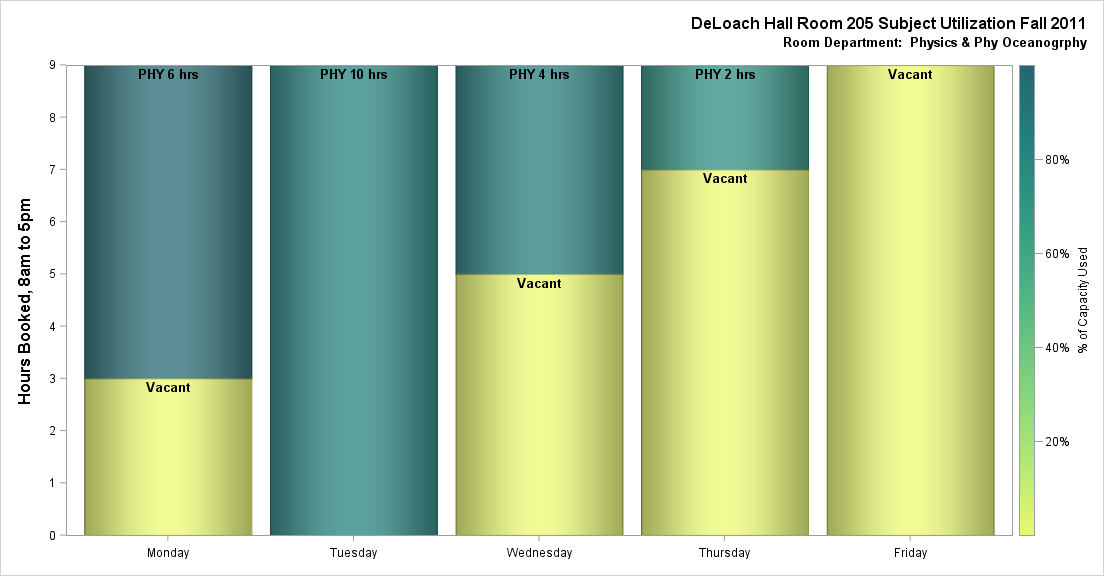 DeLoach Hall Room 205 Subject Utilization Fall 2011
Room Department:  Physics & Phy Oceanogrphy
Hours Booked, 8am to 5pm
9
8
7
6
5
4
3
2
1
0
PHY 6 hrs
Vacant
PHY 10 hrs
PHY 4 hrs
Vacant
PHY 2 hrs
Vacant
Vacant
Monday
Tuesday
Wednesday
Thursday
Friday
80%
60%
40%
20%
% of Capacity Used